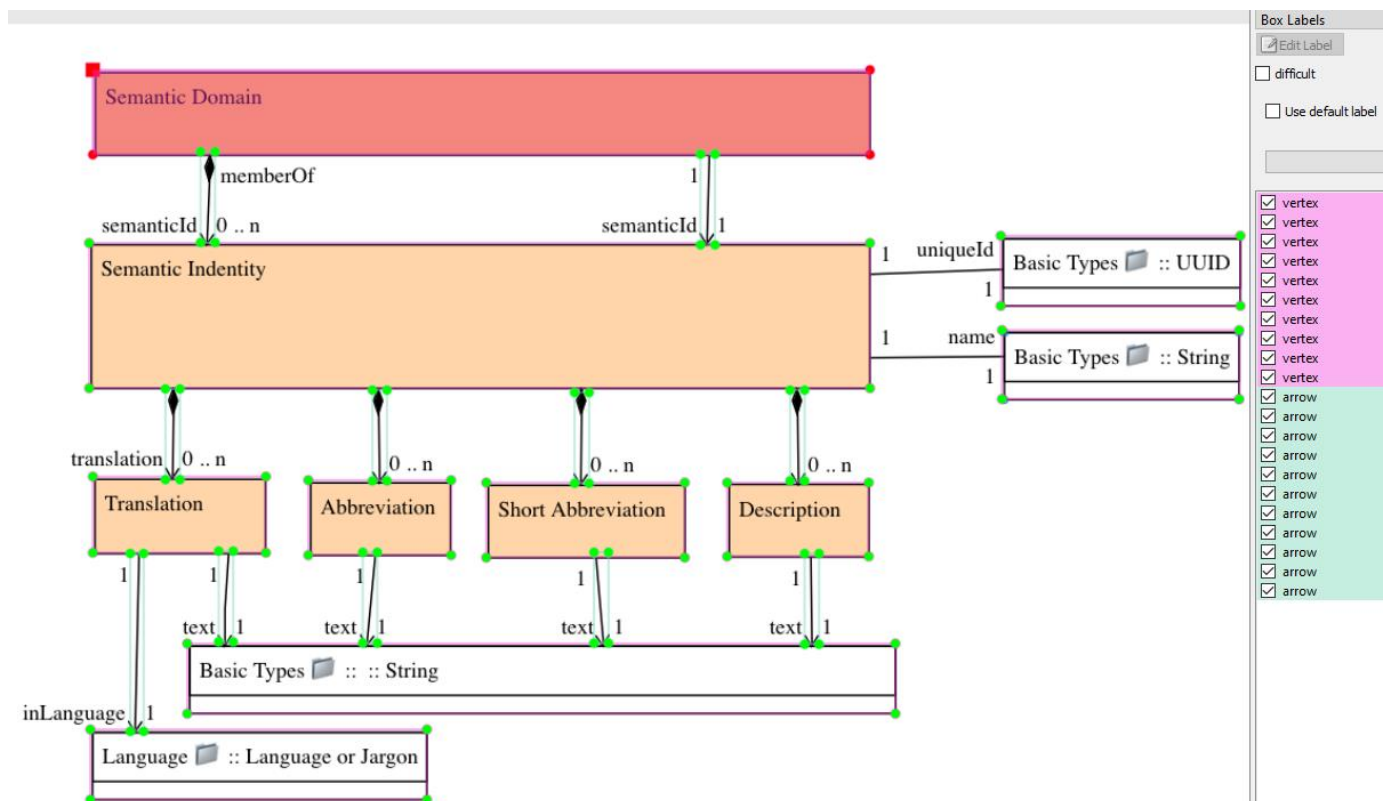 Box Labels
Edit Label
difficult
Use default label
Semantic Domain
memberOf
1
semanticId 0 .. n
semanticId 1
Semantic Indentity
1 uniqueId
1
Basic Types :: UUID
1 name
1
Basic Types :: String
translation 0 .. n
0 .. n
0 .. n
0 .. n
Translation
Abbreviation
Short Abbreviation
Description
1 1 1 1 1
text 1 text 1 text 1 text 1
Basic Types :: :: String
inLanguage 1
Language :: Language or Jargon
vertex
vertex
vertex
vertex
vertex
vertex
vertex
vertex
vertex
vertex
arrow
arrow
arrow
arrow
arrow
arrow
arrow
arrow
arrow
arrow
arrow